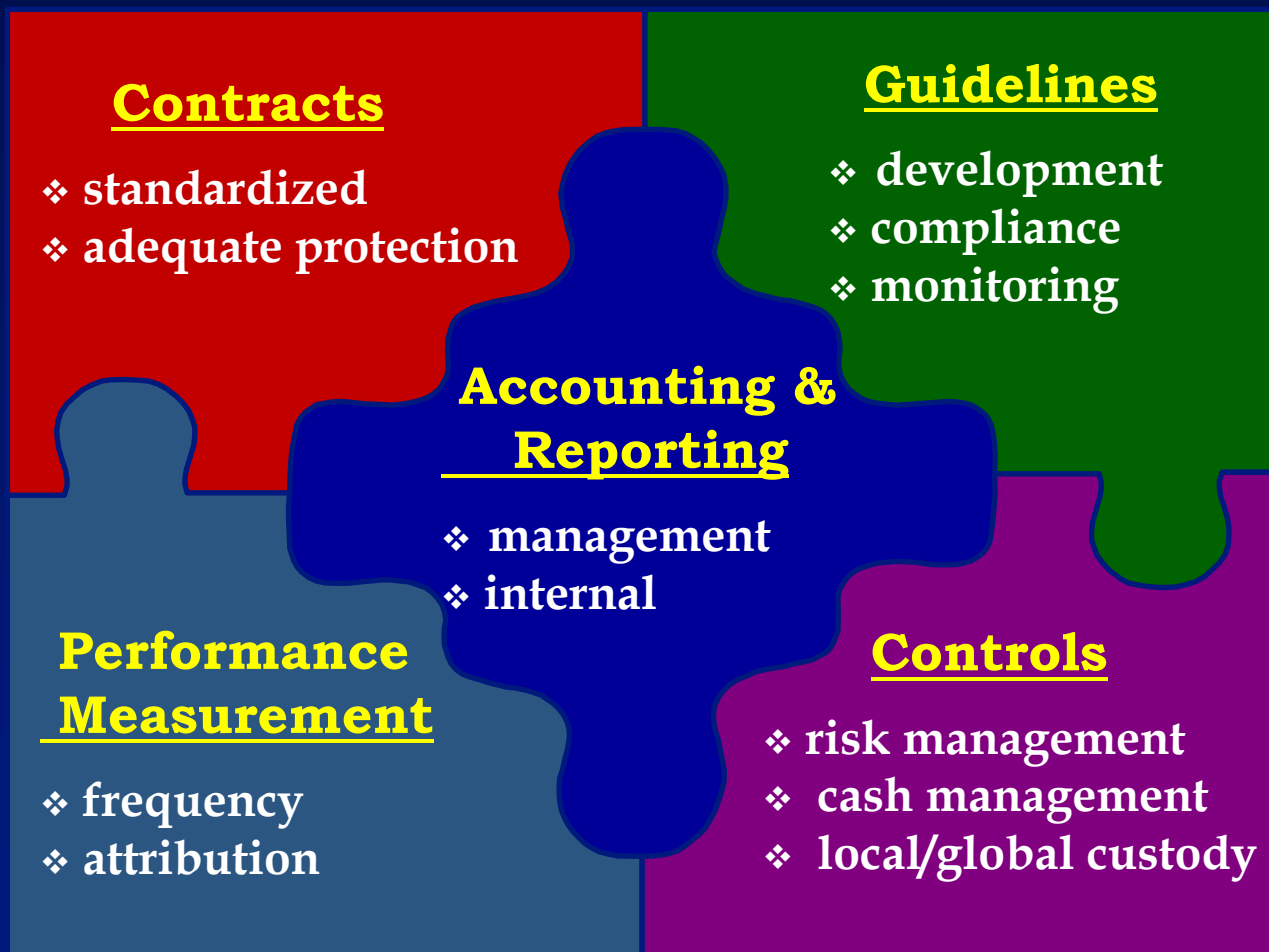 Contracts
❖ standardized
❖ adequate protection
Guidelines
❖ development
❖ compliance
❖ monitoring
Accounting &
Reporting
❖ management
❖ internal
Performance
Measurement
❖ frequency
❖ attribution
Controls
❖ risk management
❖ cash management
❖ local/global custody